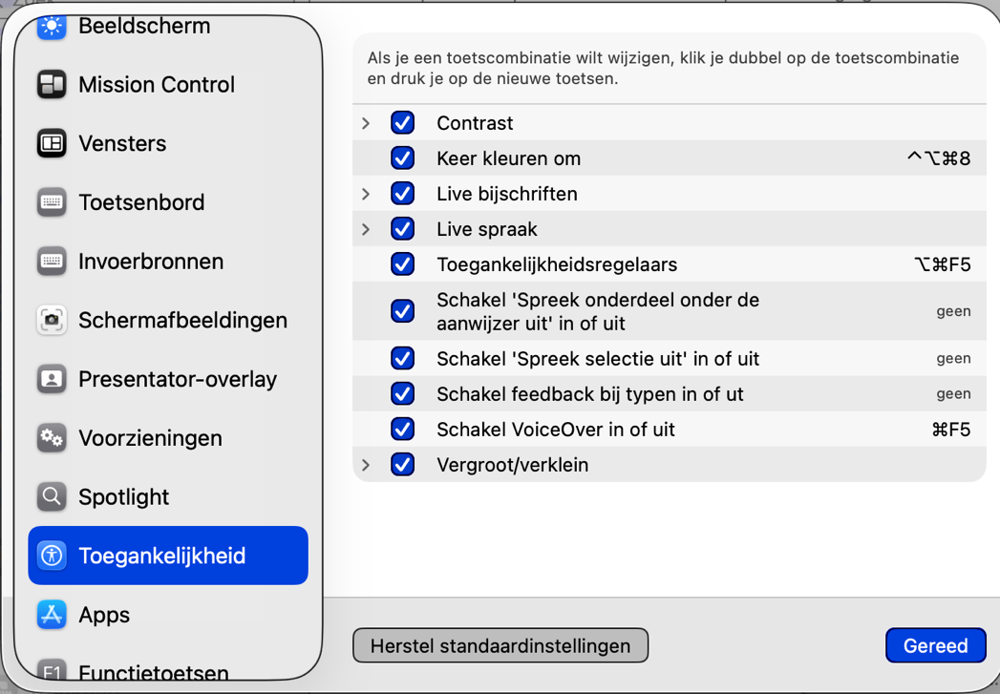 Beeldscherm
Mission Control
Vensters
Toetsenbord
Invoerbronnen
Schermafbeeldingen
Presentator-overlay
Voorzieningen
Spotlight
Toegankelijkheid
Apps
F1 Functietoetsen
Als je een toetscombinatie wilt wijzigen, klik je dubbel op de toetscombinatie
en druk je op de nieuwe toetsen.
Contrast
Keer kleuren om ^⌥⌘8
Live bijschriften
Live spraak
Toegankelijkheidsregelaars ⌥⌘F5
Schakel 'Spreek onderdeel onder de
aanwijzer uit' in of uit geen
Schakel 'Spreek selectie uit' in of uit geen
Schakel feedback bij typen in of ut geen
Schakel VoiceOver in of uit ⌘F5
Vergroot/verklein
Herstel standaardinstellingen
Gereed